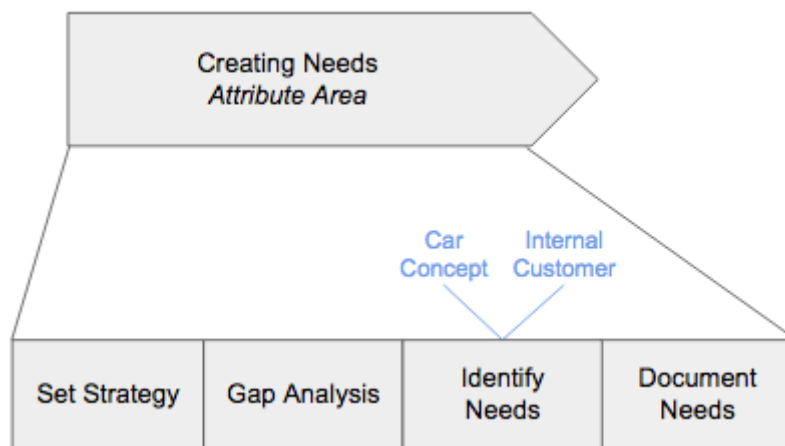 Creating Needs
Attribute Area
Car
Concept
Internal
Customer
Set Strategy
Gap Analysis
Identify
Needs
Document
Needs